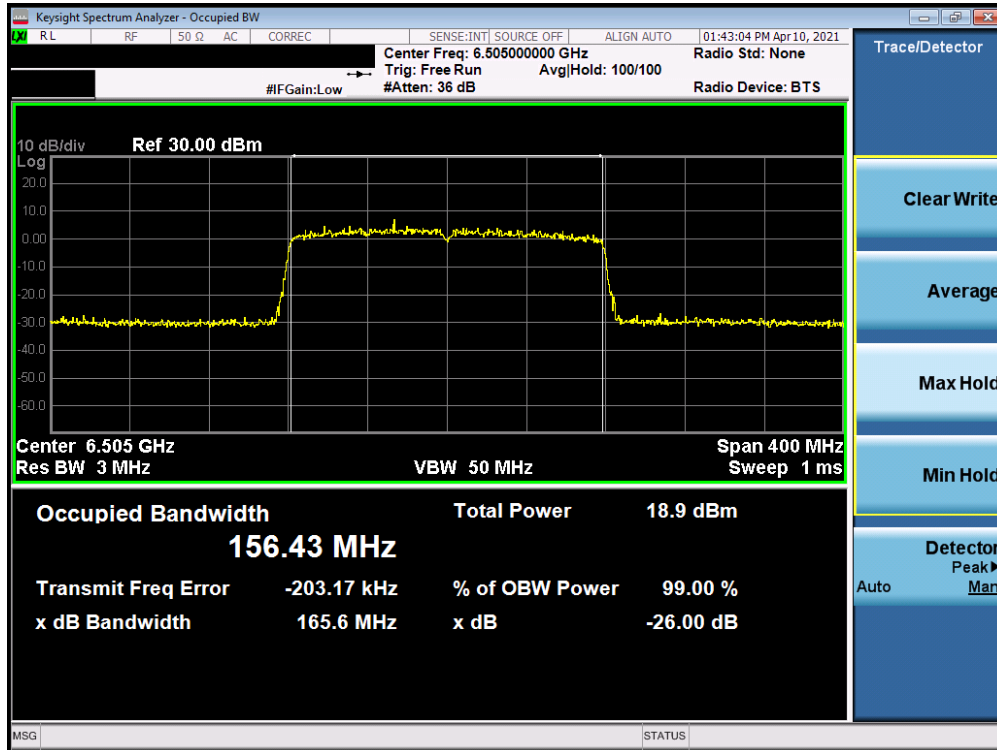 Keysight Spectrum Analyzer - Occupied BW
LXI RL RF 50 Ω AC CORREC SENSE:INT SOURCE OFF ALIGN AUTO 01:43:04 PM Apr 10, 2021
Center Freq: 6.505000000 GHz Radio Std: None
Trig: Free Run Avg|Hold: 100/100
#IFGain:Low #Atten: 36 dB Radio Device: BTS
Trace/Detector
10 dB/div Ref 30.00 dBm
Log
20.0
10.0
0.00
-10.0
-20.0
-30.0
-40.0
-50.0
-60.0
Center 6.505 GHz Span 400 MHz
Res BW 3 MHz VBW 50 MHz Sweep 1 ms
Occupied Bandwidth Total Power 18.9 dBm
156.43 MHz
Transmit Freq Error -203.17 kHz % of OBW Power 99.00 %
x dB Bandwidth 165.6 MHz x dB -26.00 dB
Clear Write
Average
Max Hold
Min Hold
Detector
Peak▶
Auto Man
MSG STATUS